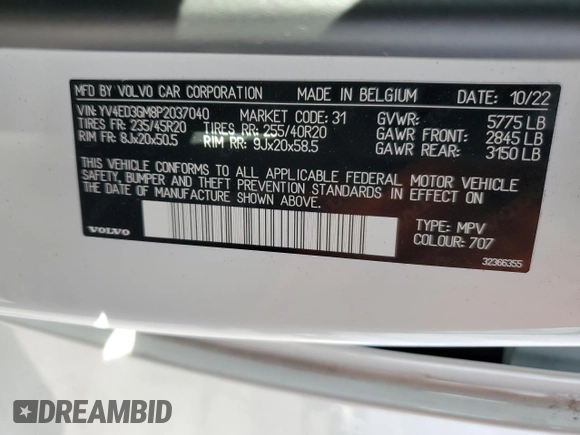 MFD BY VOLVO CAR CORPORATION MADE IN BELGIUM DATE: 10/22
VIN: YV4ED3GM8P2037040 MARKET CODE: 31 GVWR: 5775 LB
TIRES FR: 235/45R20 TIRES RR: 255/40R20 GAWR FRONT: 2845 LB
RIM FR: 8Jx20x50.5 RIM RR: 9Jx20x58.5 GAWR REAR: 3150 LB
THIS VEHICLE CONFORMS TO ALL APPLICABLE FEDERAL MOTOR VEHICLE
SAFETY, BUMPER AND THEFT PREVENTION STANDARDS IN EFFECT ON
THE DATE OF MANUFACTURE SHOWN ABOVE.
TYPE: MPV
VOLVO COLOUR: 707
32366355
DREAMBID